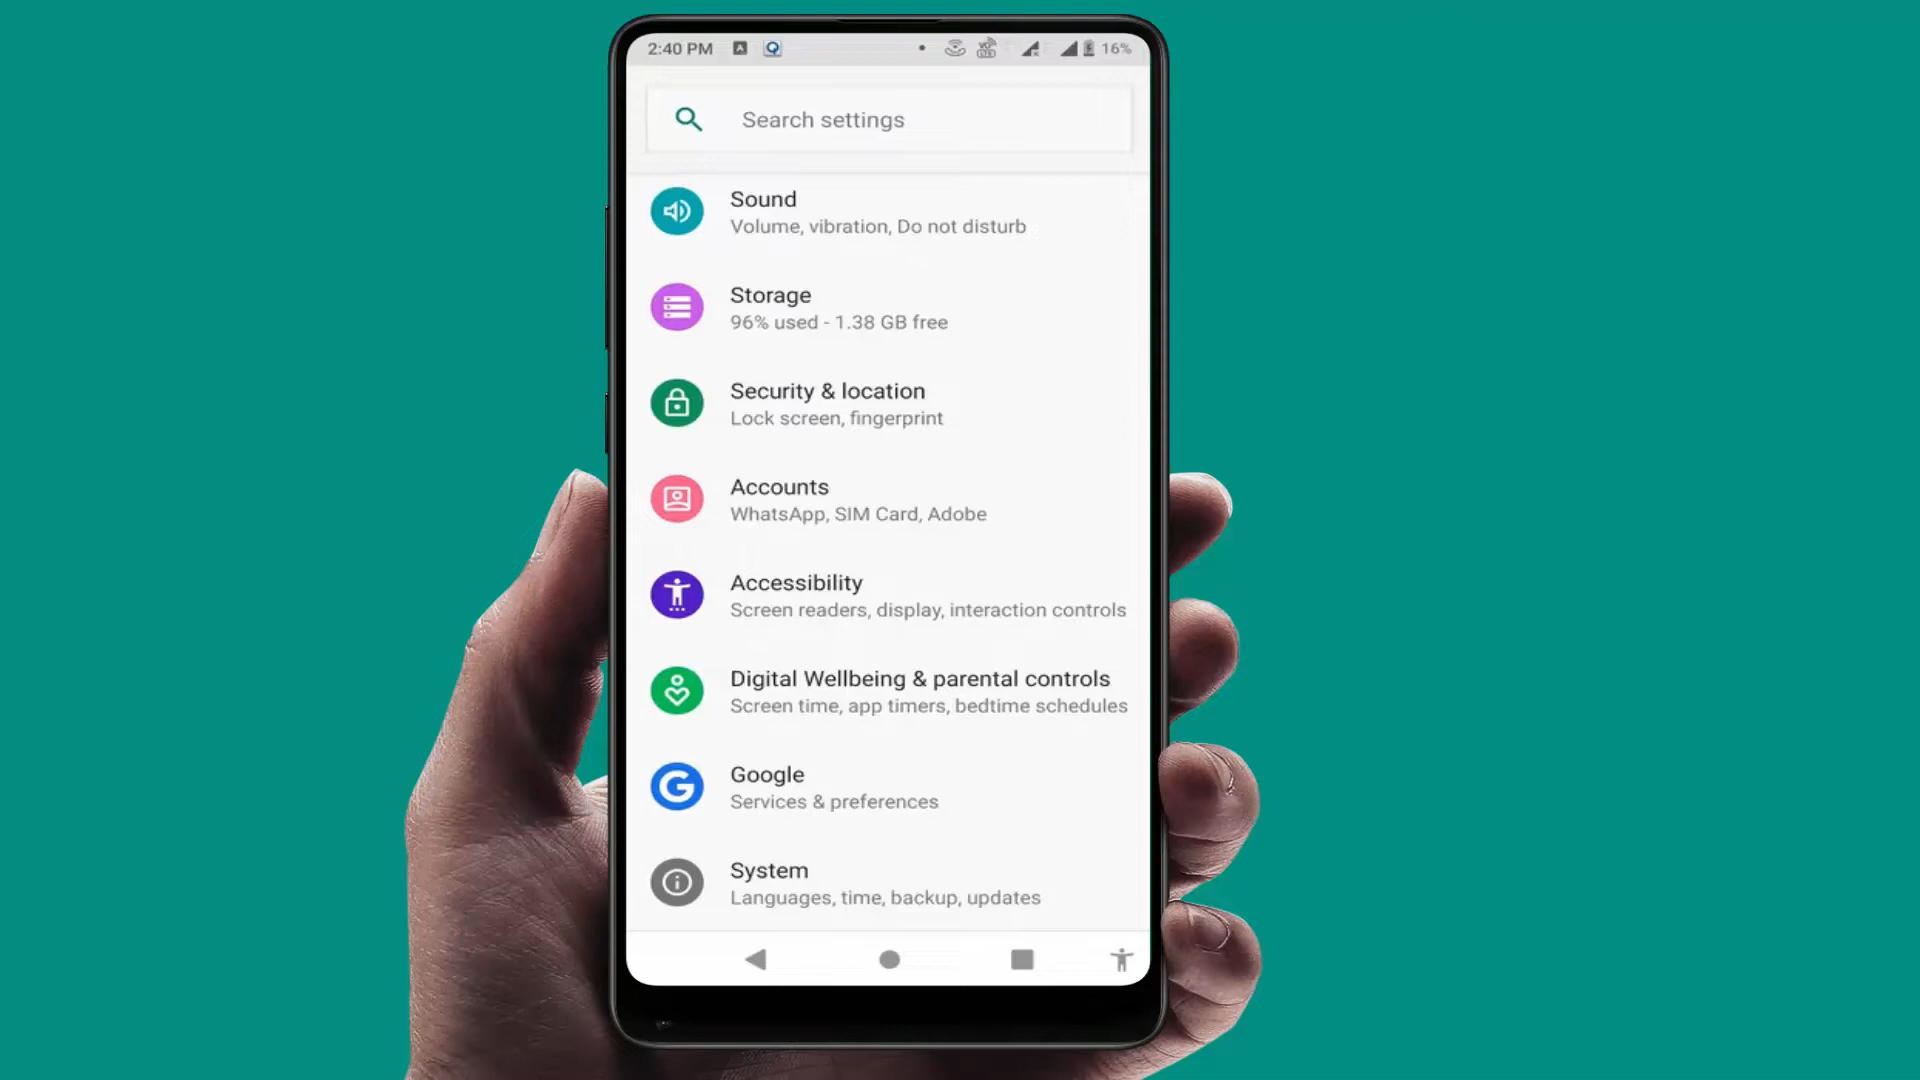 2:40 PM
16%
Search settings
Sound
Volume, vibration, Do not disturb
Storage
96% used - 1.38 GB free
Security & location
Lock screen, fingerprint
Accounts
WhatsApp, SIM Card, Adobe
Accessibility
Screen readers, display, interaction controls
Digital Wellbeing & parental controls
Screen time, app timers, bedtime schedules
Google
Services & preferences
System
Languages, time, backup, updates